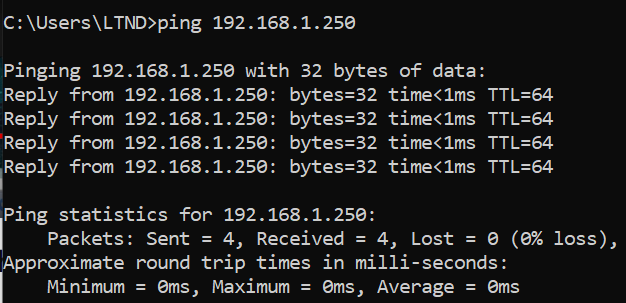 C:\Users\LTND>ping 192.168.1.250
Pinging 192.168.1.250 with 32 bytes of data:
Reply from 192.168.1.250: bytes=32 time<1ms TTL=64
Reply from 192.168.1.250: bytes=32 time<1ms TTL=64
Reply from 192.168.1.250: bytes=32 time<1ms TTL=64
Reply from 192.168.1.250: bytes=32 time<1ms TTL=64
Ping statistics for 192.168.1.250:
    Packets: Sent = 4, Received = 4, Lost = 0 (0% loss),
Approximate round trip times in milli-seconds:
    Minimum = 0ms, Maximum = 0ms, Average = 0ms